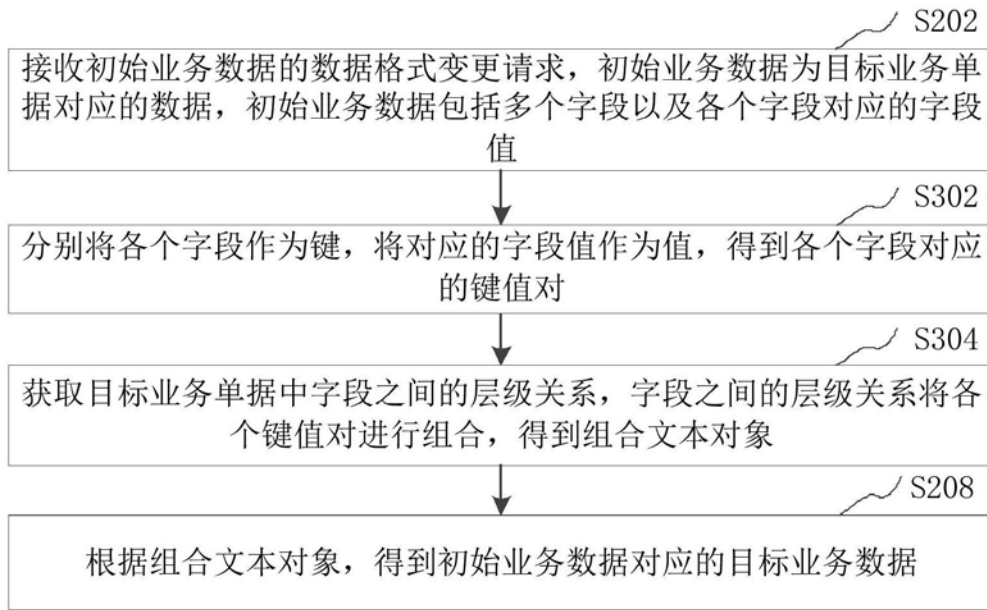 S202
接收初始业务数据的数据格式变更请求，初始业务数据为目标业务单
据对应的数据，初始业务数据包括多个字段以及各个字段对应的字段
值
S302
分别将各个字段作为键，将对应的字段值作为值，得到各个字段对应
的键值对
S304
获取目标业务单据中字段之间的层级关系，字段之间的层级关系将各
个键值对进行组合，得到组合文本对象
S208
根据组合文本对象，得到初始业务数据对应的目标业务数据